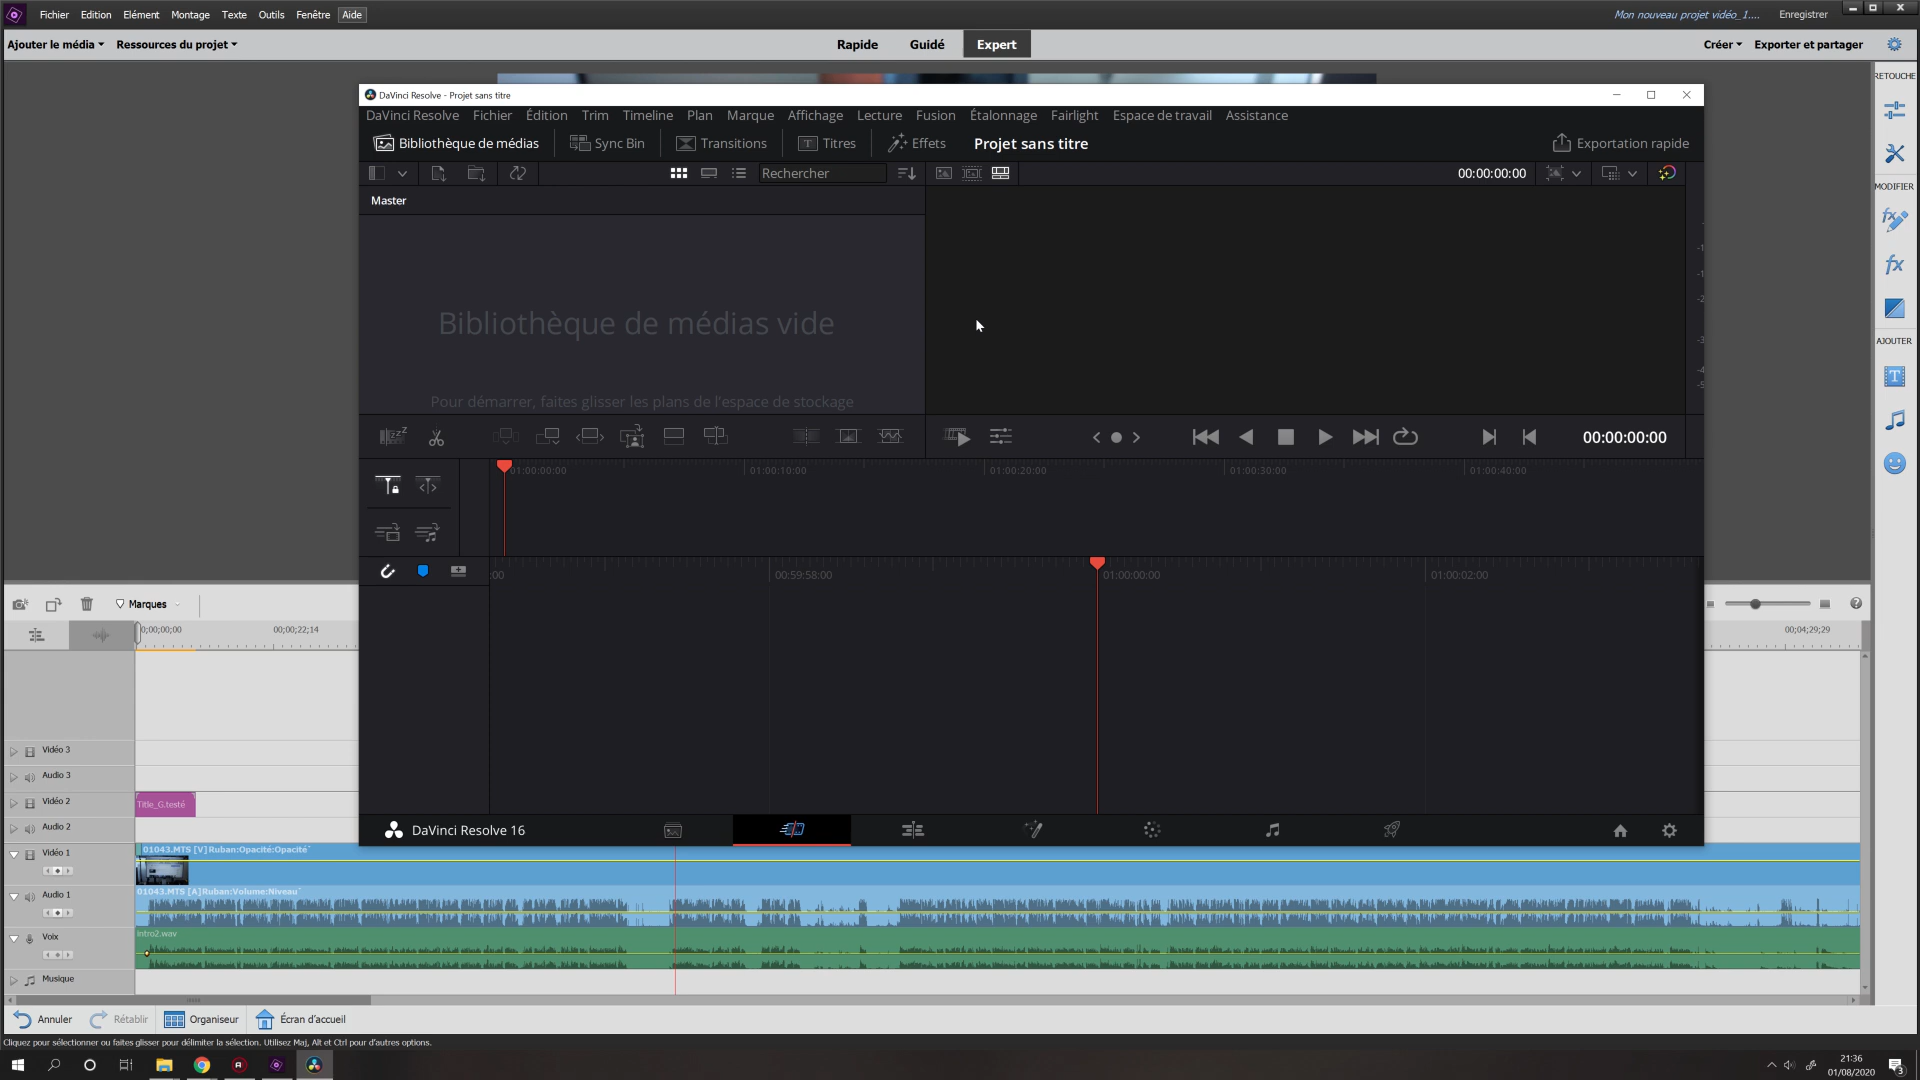 Fichier Edition Elément Montage Texte Outils Fenêtre Aide
Mon nouveau projet vidéo_1.... Enregistrer
Ajouter le média Ressources du projet Rapide Guidé Expert Créer Exporter et partager
DaVinci Resolve - Projet sans titre
DaVinci Resolve Fichier Édition Trim Timeline Plan Marque Affichage Lecture Fusion Étalonnage Fairlight Espace de travail Assistance
Bibliothèque de médias Sync Bin Transitions Titres Effets Projet sans titre Exportation rapide
Rechercher 00:00:00:00
Master
Bibliothèque de médias vide
Pour démarrer, faites glisser les plans de l'espace de stockage
00:00:00:00
01:00:00:00 01:00:10:00 01:00:20:00 01:00:30:00 01:00:40:00
:00 00:59:58:00 01:00:00:00 01:00:02:00
DaVinci Resolve 16
RETOUCHE
MODIFIER
AJOUTER
Marques
0;00;00;00 00;00;22;14 00;04;29;29
Vidéo 3
Audio 3
Vidéo 2 Title_G.testé
Audio 2
Vidéo 1 01043.MTS [V] Ruban:Opacité:Opacité
Audio 1 01043.MTS [A] Ruban:Volume:Niveau
Voix Intro2.wav
Musique
Annuler Rétablir Organiseur Écran d'accueil
Cliquez pour sélectionner ou faites glisser pour délimiter la sélection. Utilisez Maj, Alt et Ctrl pour d'autres options.
21:36
01/08/2020
3